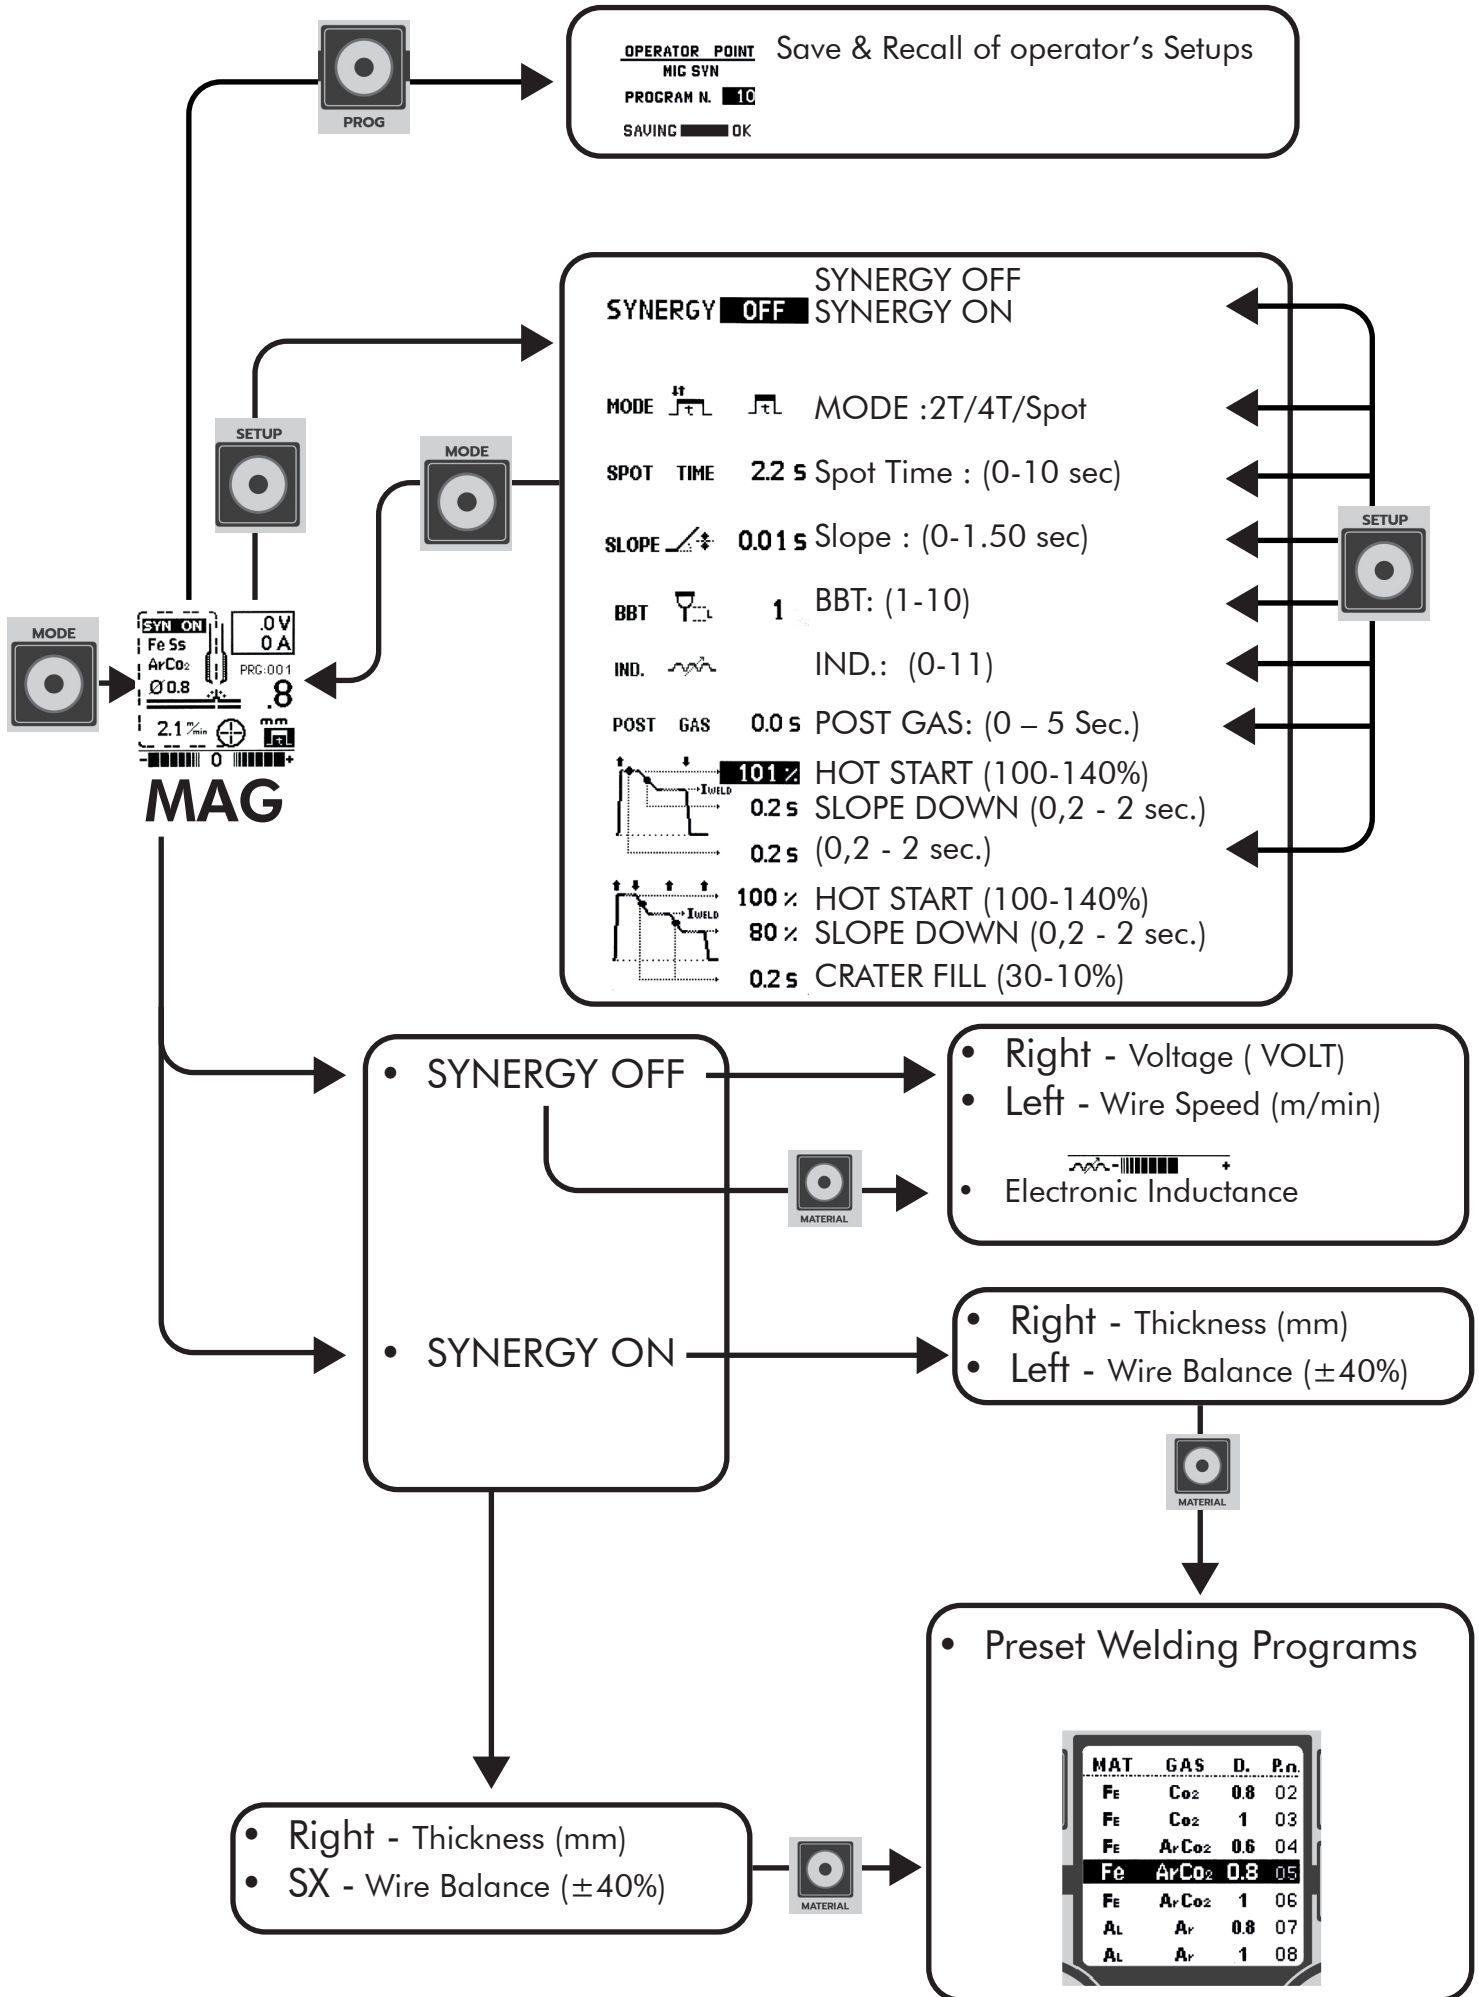 OPERATOR POINT
MIG SYN
PROGRAM N. 10
SAVING OK
Save & Recall of operator's Setups
PROG
SYNERGY OFF
SYNERGY OFF
SYNERGY ON
MODE t t MODE :2T/4T/Spot
SPOT TIME 2.2 s Spot Time : (0-10 sec)
SLOPE 0.01 s Slope : (0-1.50 sec)
BBT L 1 BBT: (1-10)
IND. IND.: (0-11)
POST GAS 0.0 s POST GAS: (0 – 5 Sec.)
101 % HOT START (100-140%)
IWELD
0.2 s SLOPE DOWN (0,2 - 2 sec.)
0.2 s (0,2 - 2 sec.)
100 % HOT START (100-140%)
IWELD
80 % SLOPE DOWN (0,2 - 2 sec.)
0.2 s CRATER FILL (30-10%)
SETUP
MODE
SETUP
MODE
SYN ON
Fe Ss
ArCo2
Ø 0.8
.0 V
0 A
PRG:001
.8
mm
2.1 m/min
t
- 0 +
MAG
• SYNERGY OFF
• Right - Voltage ( VOLT)
• Left - Wire Speed (m/min)
- +
• Electronic Inductance
MATERIAL
• SYNERGY ON
• Right - Thickness (mm)
• Left - Wire Balance (±40%)
MATERIAL
• Preset Welding Programs
MAT GAS D. P.n.
FE Co2 0.8 02
FE Co2 1 03
FE ArCo2 0.6 04
Fe ArCo2 0.8 05
FE ArCo2 1 06
AL Ar 0.8 07
AL Ar 1 08
• Right - Thickness (mm)
• SX - Wire Balance (±40%)
MATERIAL